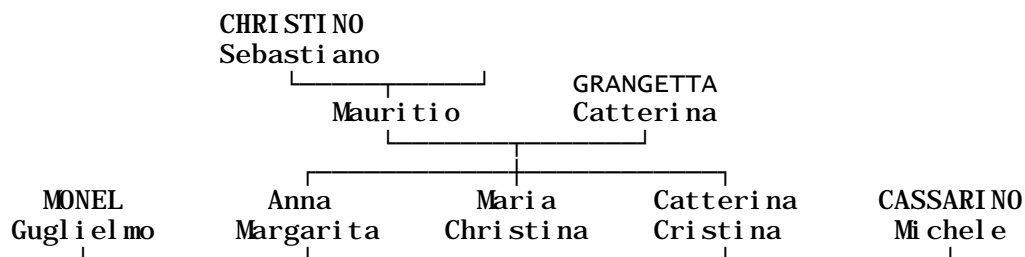 CHRISTINO
Sebastiano
GRANGETTA
Mauritio Catterina
MONEL Anna Maria Catterina CASSARINO
Guglielmo Margarita Christina Cristina Michele